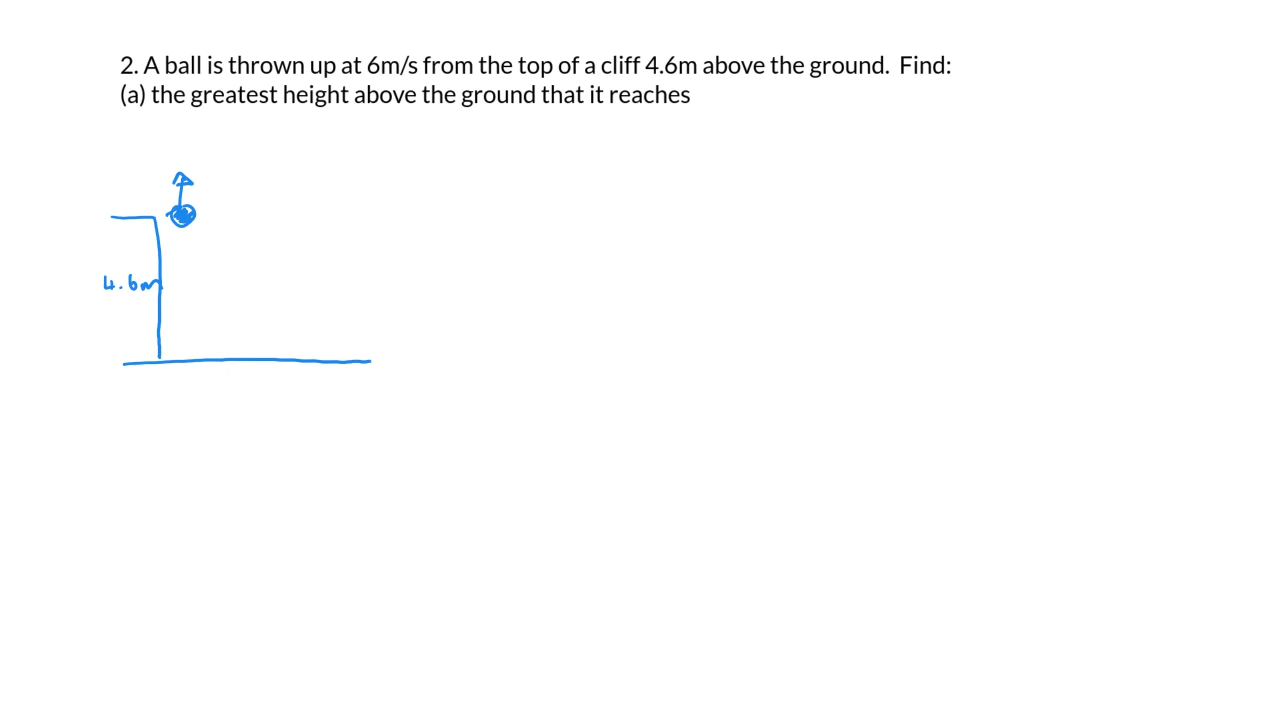 2. A ball is thrown up at 6m/s from the top of a cliff 4.6m above the ground.  Find:
(a) the greatest height above the ground that it reaches
4.6m